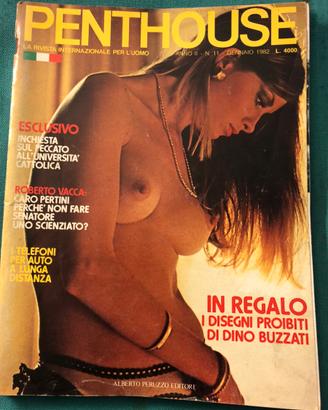 PENTHOUSE
LA RIVISTA INTERNAZIONALE PER L'UOMO ANNO II - N. 11 - GENNAIO 1982 L. 4000
ESCLUSIVO
INCHIESTA
SUL PECCATO
ALL'UNIVERSITA'
CATTOLICA
ROBERTO VACCA:
CARO PERTINI
PERCHE' NON FARE
SENATORE
UNO SCIENZIATO?
I TELEFONI
PER AUTO
A LUNGA
DISTANZA
IN REGALO
I DISEGNI PROIBITI
DI DINO BUZZATI
ALBERTO PERUZZO EDITORE